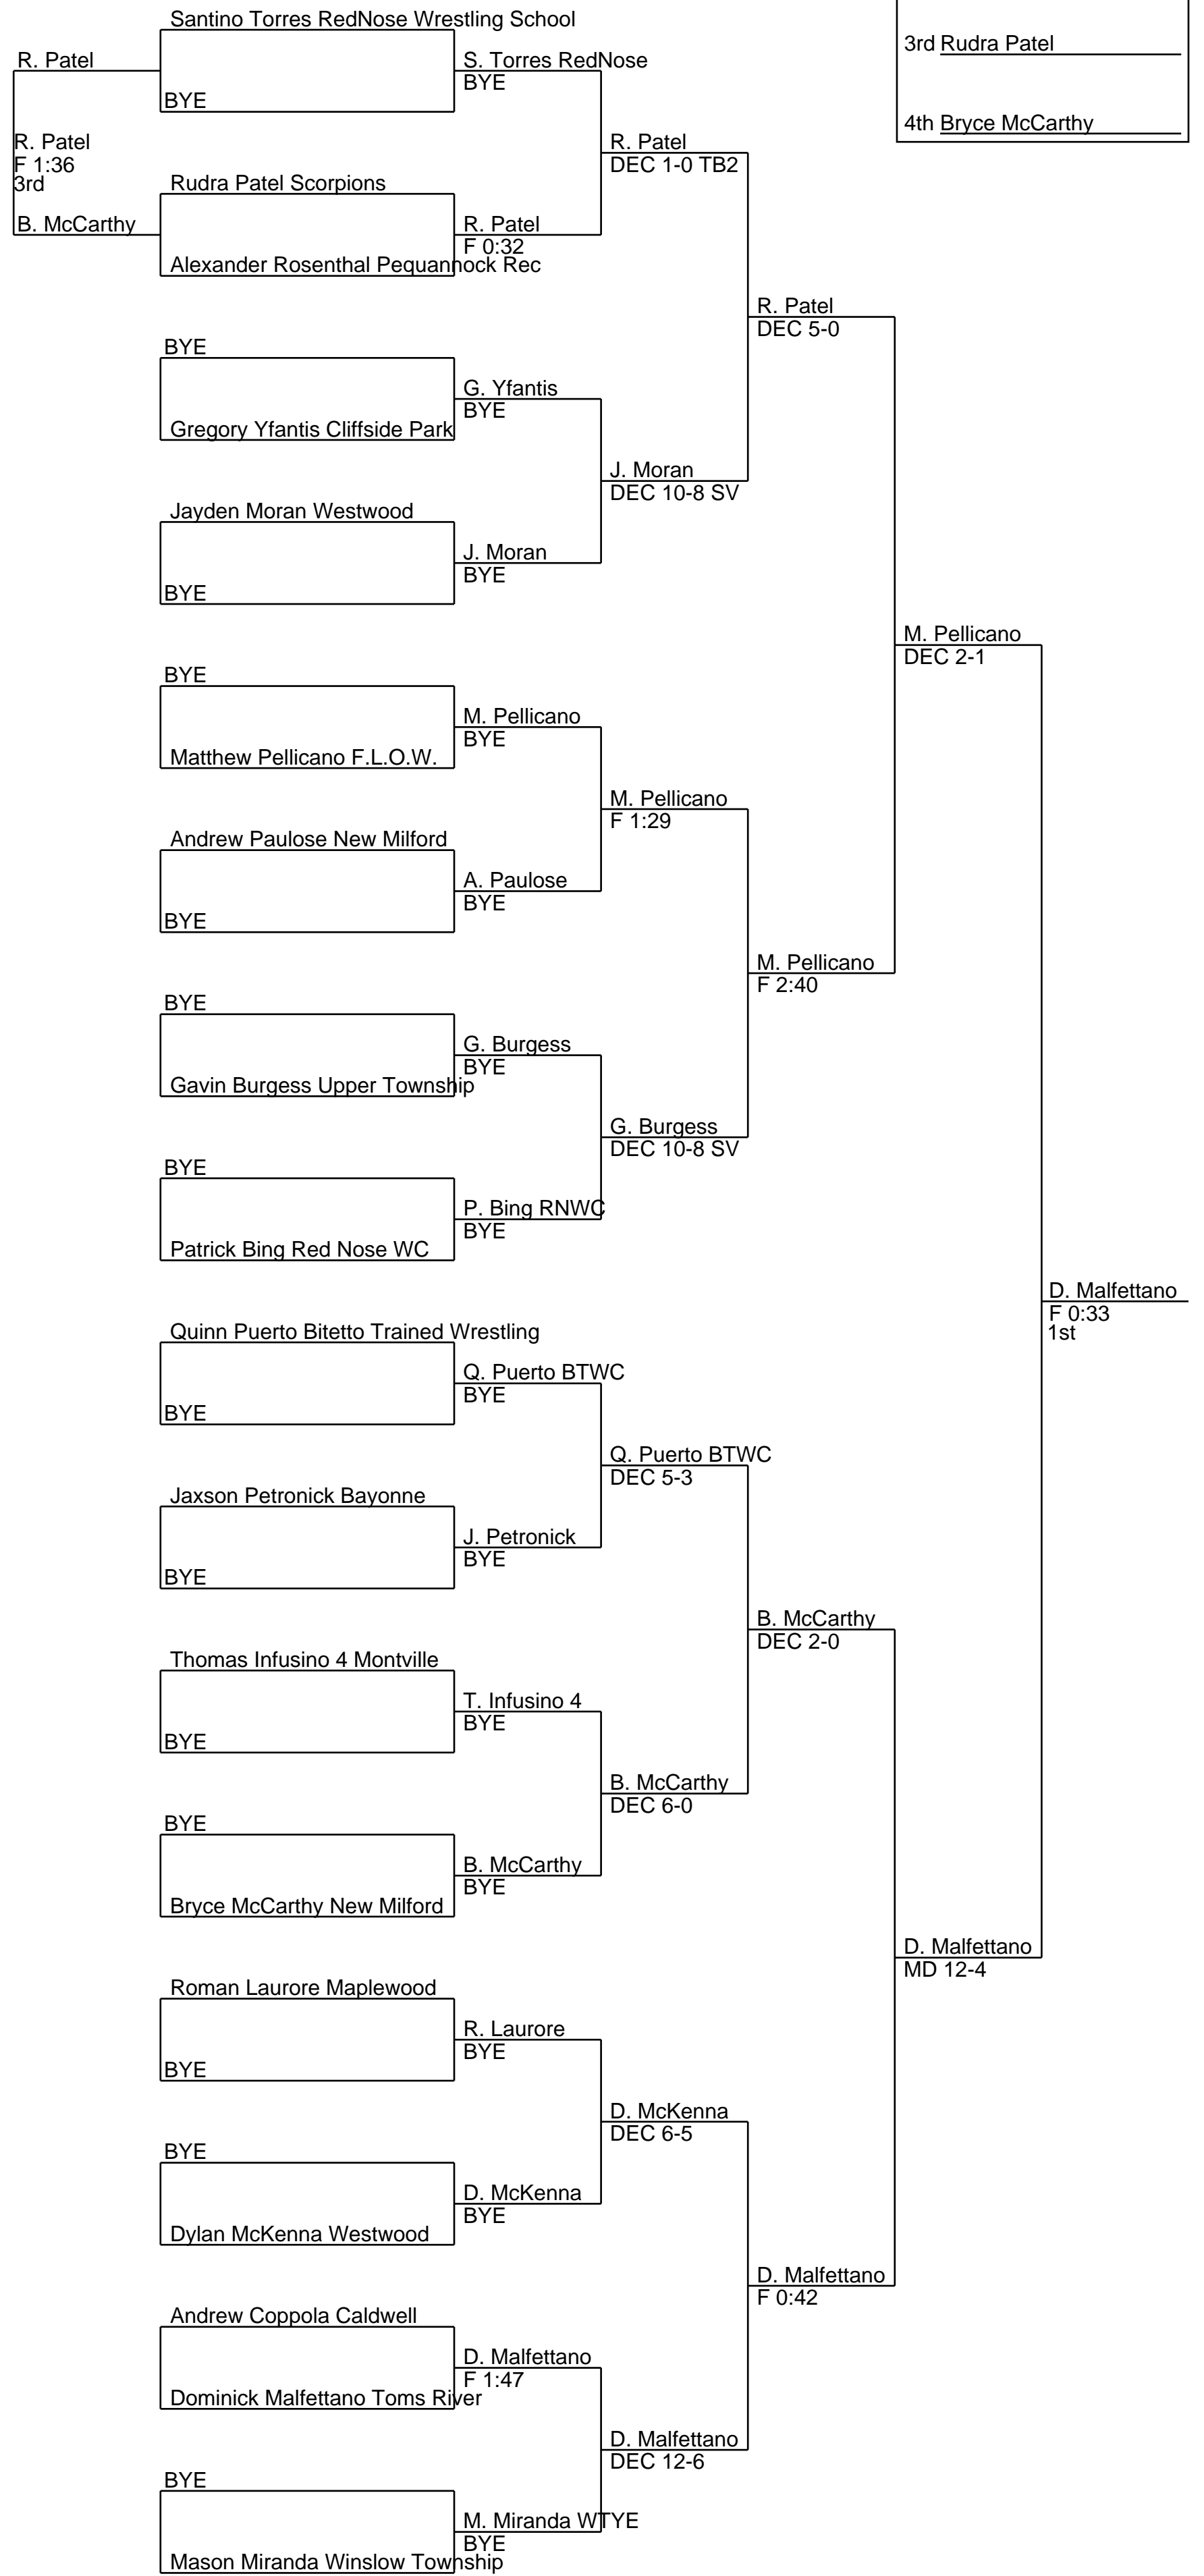 Santino Torres RedNose Wrestling School
3rd Rudra Patel
R. Patel
S. Torres RedNose
BYE
BYE
4th Bryce McCarthy
R. Patel
F 1:36
3rd
R. Patel
DEC 1-0 TB2
Rudra Patel Scorpions
B. McCarthy
R. Patel
F 0:32
Alexander Rosenthal Pequannock Rec
R. Patel
DEC 5-0
BYE
G. Yfantis
BYE
Gregory Yfantis Cliffside Park
J. Moran
DEC 10-8 SV
Jayden Moran Westwood
J. Moran
BYE
BYE
M. Pellicano
DEC 2-1
BYE
M. Pellicano
BYE
Matthew Pellicano F.L.O.W.
M. Pellicano
F 1:29
Andrew Paulose New Milford
A. Paulose
BYE
BYE
M. Pellicano
F 2:40
BYE
G. Burgess
BYE
Gavin Burgess Upper Township
G. Burgess
DEC 10-8 SV
BYE
P. Bing RNWC
BYE
Patrick Bing Red Nose WC
D. Malfettano
F 0:33
1st
Quinn Puerto Bitetto Trained Wrestling
Q. Puerto BTWC
BYE
BYE
Q. Puerto BTWC
DEC 5-3
Jaxson Petronick Bayonne
J. Petronick
BYE
BYE
B. McCarthy
DEC 2-0
Thomas Infusino 4 Montville
T. Infusino 4
BYE
BYE
B. McCarthy
DEC 6-0
BYE
B. McCarthy
BYE
Bryce McCarthy New Milford
D. Malfettano
MD 12-4
Roman Laurore Maplewood
R. Laurore
BYE
BYE
D. McKenna
DEC 6-5
BYE
D. McKenna
BYE
Dylan McKenna Westwood
D. Malfettano
F 0:42
Andrew Coppola Caldwell
D. Malfettano
F 1:47
Dominick Malfettano Toms River
D. Malfettano
DEC 12-6
BYE
M. Miranda WTYE
BYE
Mason Miranda Winslow Township